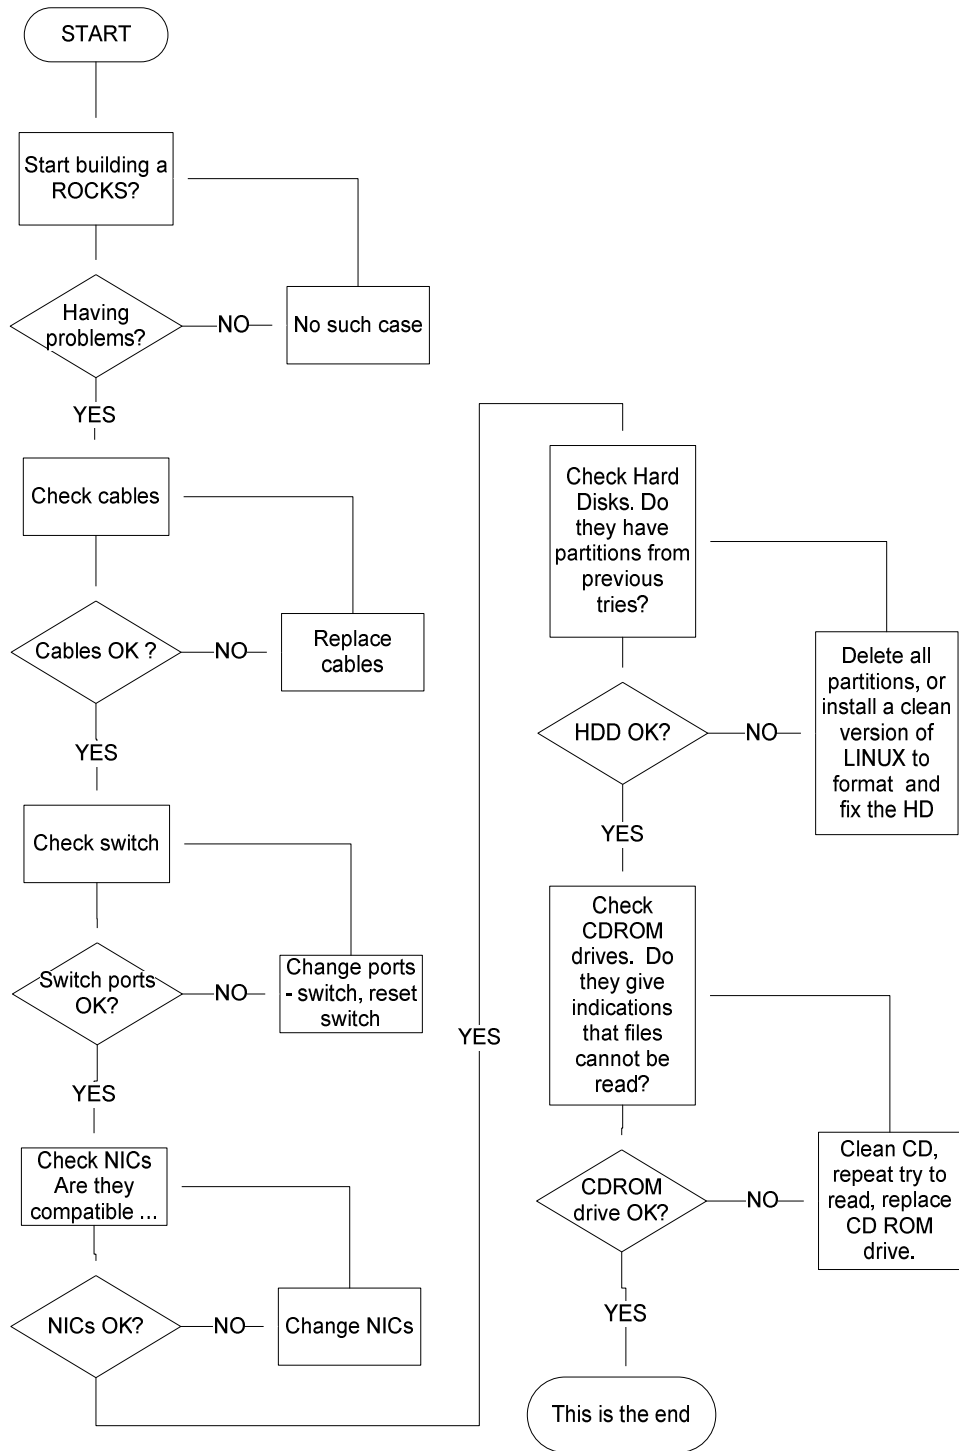 START
Start building a
ROCKS?
Having
problems?
NO
No such case
YES
Check cables
Cables OK ?
NO
Replace
cables
YES
Check switch
Switch ports
OK?
NO
Change ports
- switch, reset
switch
YES
Check NICs
Are they
compatible ...
NICs OK?
NO
Change NICs
YES
Check Hard
Disks. Do
they have
partitions from
previous
tries?
HDD OK?
NO
Delete all
partitions, or
install a clean
version of
LINUX to
format and
fix the HD
YES
Check
CDROM
drives. Do
they give
indications
that files
cannot be
read?
CDROM
drive OK?
NO
Clean CD,
repeat try to
read, replace
CD ROM
drive.
YES
This is the end